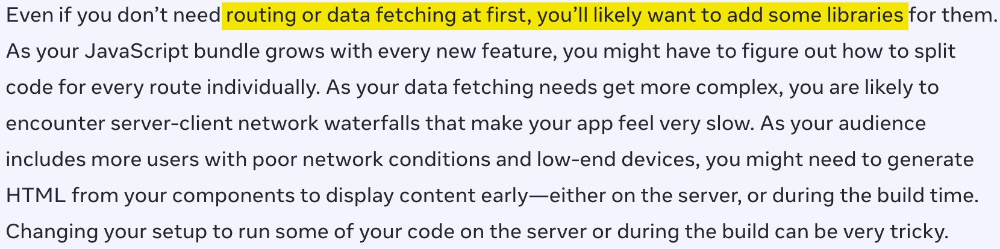 Even if you don’t need routing or data fetching at first, you’ll likely want to add some libraries for them.
As your JavaScript bundle grows with every new feature, you might have to figure out how to split
code for every route individually. As your data fetching needs get more complex, you are likely to
encounter server-client network waterfalls that make your app feel very slow. As your audience
includes more users with poor network conditions and low-end devices, you might need to generate
HTML from your components to display content early—either on the server, or during the build time.
Changing your setup to run some of your code on the server or during the build can be very tricky.